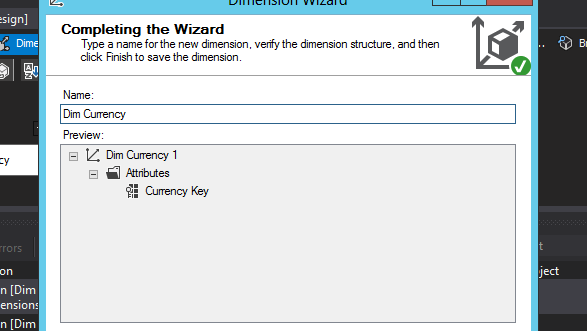 Dimension Wizard
esign]
Completing the Wizard
Type a name for the new dimension, verify the dimension structure, and then
click Finish to save the dimension.
Dime
Br
Name:
Dim Currency
Preview:
Dim Currency 1
cy
Attributes
Currency Key
rrors
t
on
ject
n [Dim
ensions
n [Dim